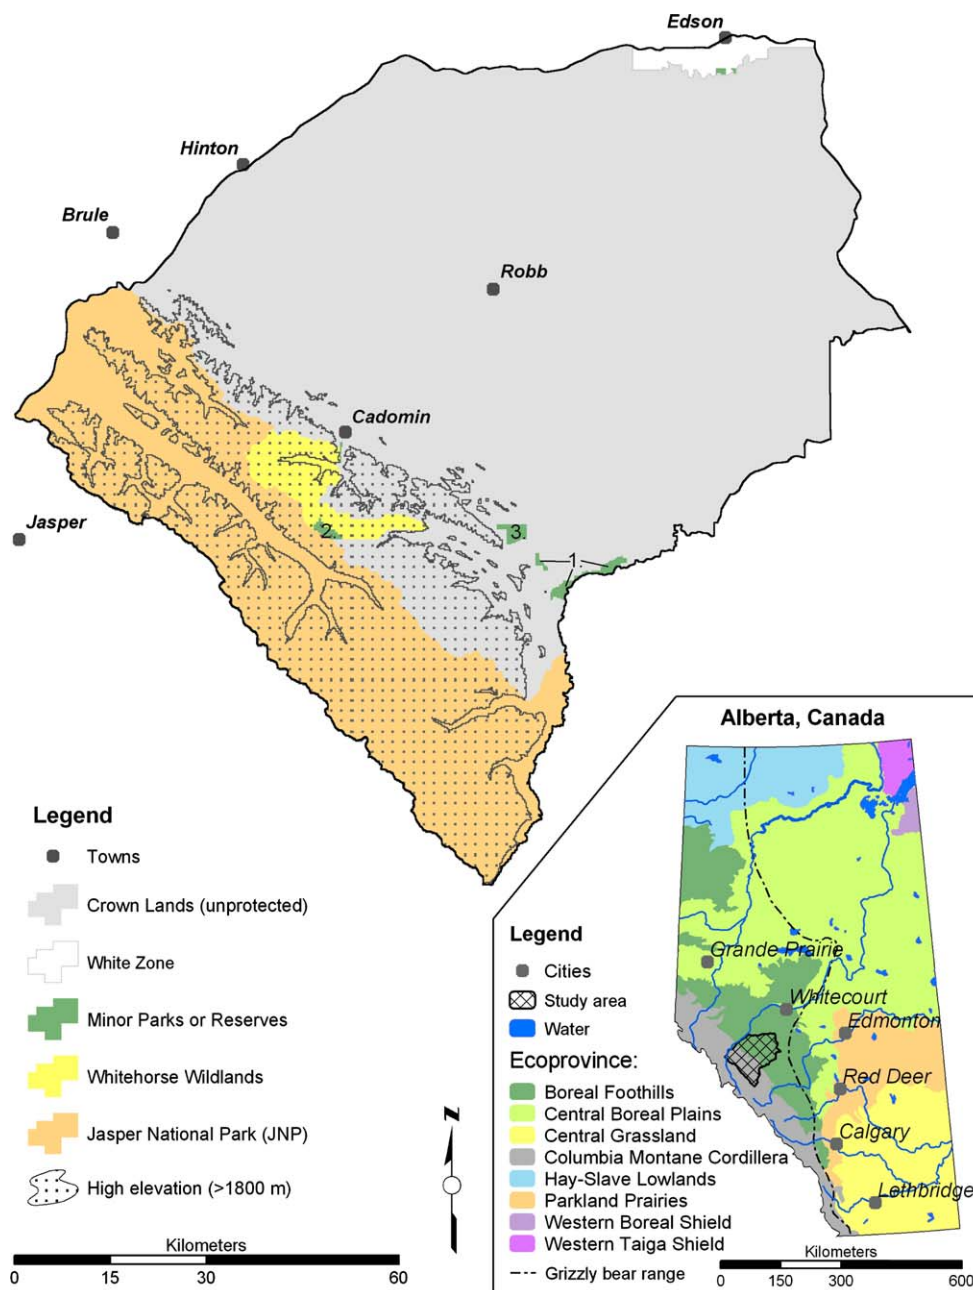 Edson
Hinton
Brule
Robb
Cadomin
Jasper
2.
3.
1.
Legend
Towns
Crown Lands (unprotected)
White Zone
Minor Parks or Reserves
Whitehorse Wildlands
Jasper National Park (JNP)
High elevation (>1800 m)
Kilometers
0 15 30 60
N
Alberta, Canada
Grande Prairie
Whitecourt
Edmonton
Red Deer
Calgary
Lethbridge
Legend
Cities
Study area
Water
Ecoprovince:
Boreal Foothills
Central Boreal Plains
Central Grassland
Columbia Montane Cordillera
Hay-Slave Lowlands
Parkland Prairies
Western Boreal Shield
Western Taiga Shield
Grizzly bear range
Kilometers
0 150 300 600